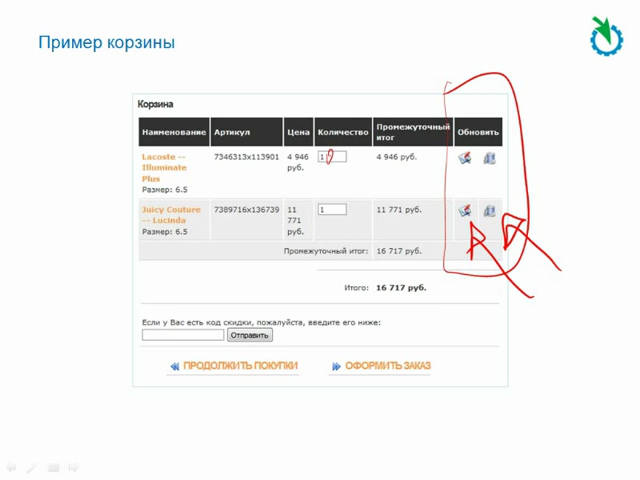 Пример корзины
Корзина
Наименование Артикул Цена Количество Промежуточный итог Обновить
Lacoste -- Illuminate Plus 7346313x113901 4 946 руб. 1 4 946 руб.
Размер: 6.5
Juicy Couture -- Lucinda 7389716x136739 11 771 руб. 1 11 771 руб.
Размер: 6.5
Промежуточный итог: 16 717 руб.
Итого: 16 717 руб.
Если у Вас есть код скидки, пожалуйста, введите его ниже:
Отправить
ПРОДОЛЖИТЬ ПОКУПКИ ОФОРМИТЬ ЗАКАЗ